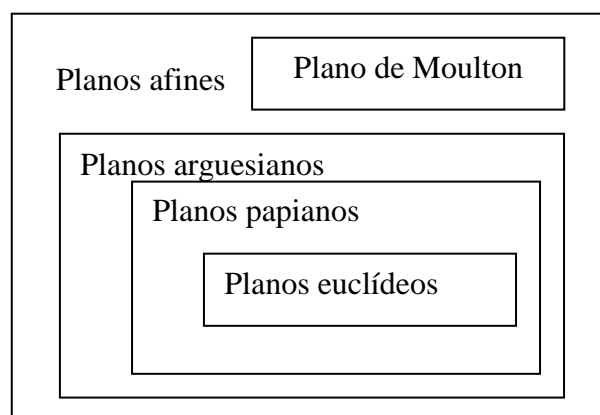 Planos afines
Plano de Moulton
Planos arguesianos
Planos papianos
Planos euclídeos